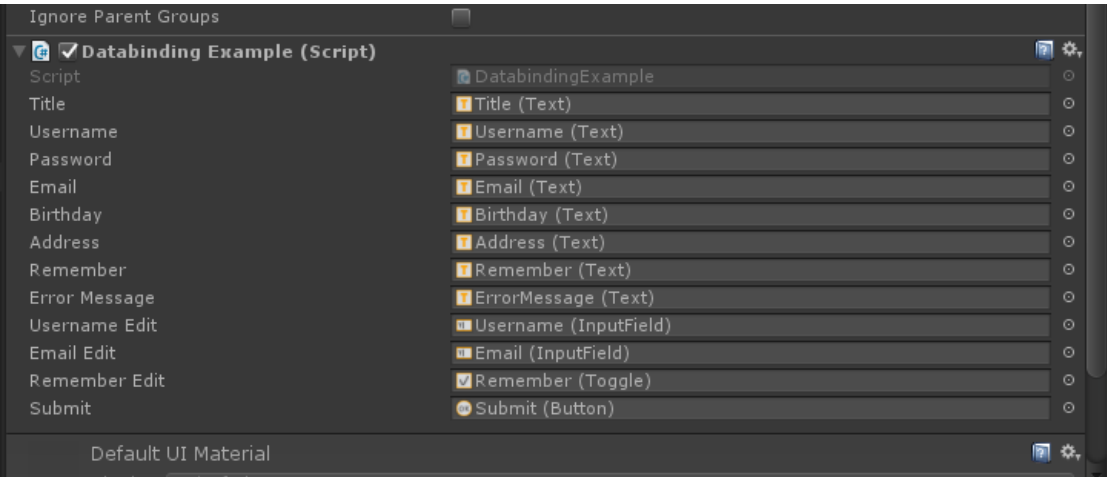 Ignore Parent Groups
Databinding Example (Script)
Script DatabindingExample
Title Title (Text)
Username Username (Text)
Password Password (Text)
Email Email (Text)
Birthday Birthday (Text)
Address Address (Text)
Remember Remember (Text)
Error Message ErrorMessage (Text)
Username Edit Username (InputField)
Email Edit Email (InputField)
Remember Edit Remember (Toggle)
Submit Submit (Button)
Default UI Material